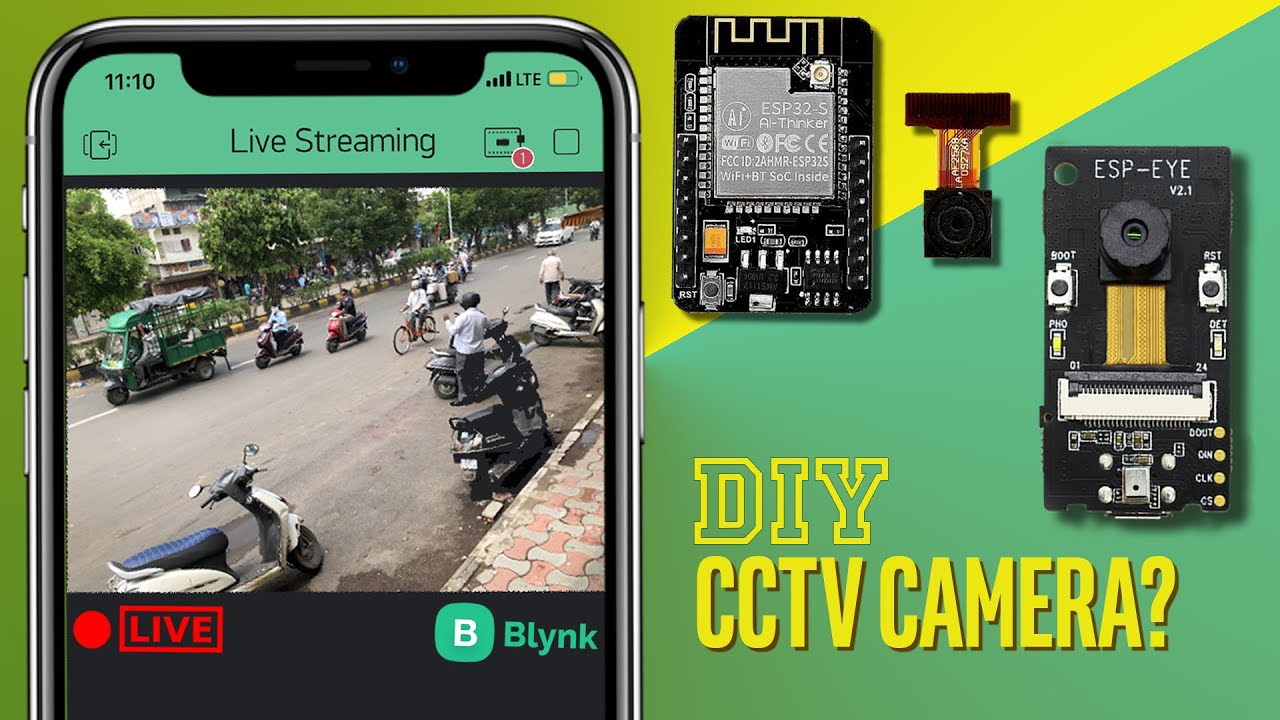 11:10
LTE
Live Streaming
1
LIVE
B Blynk
ESP32-S
Ai-Thinker
WiFi
FCC ID:2AHMR-ESP32S
WiFi+BT SoC Inside
LED1
RST
ESP-EYE
V2.1
BOOT
RST
PHO
DET
01
24
DOUT
DIN
CLK
CS
DIY
CCTV CAMERA?